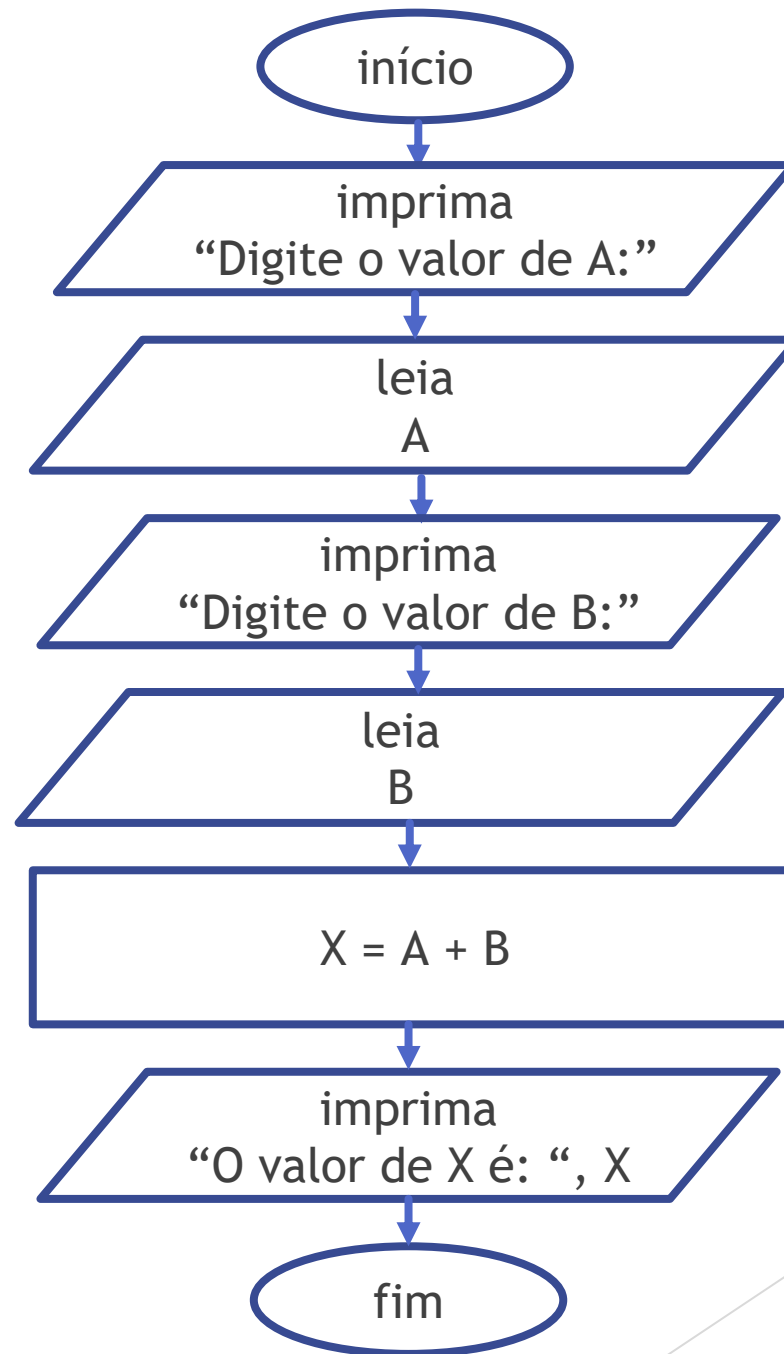 início
imprima
“Digite o valor de A:”
leia
A
imprima
“Digite o valor de B:”
leia
B
X = A + B
imprima
“O valor de X é: “, X
fim